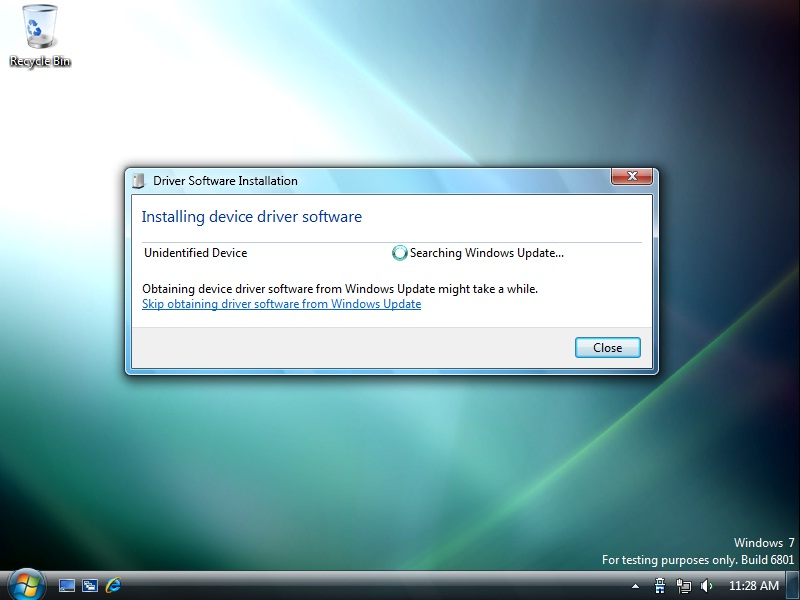 Recycle Bin
Driver Software Installation
Installing device driver software
Unidentified Device
Searching Windows Update...
Obtaining device driver software from Windows Update might take a while.
Skip obtaining driver software from Windows Update
Close
Windows 7
For testing purposes only. Build 6801
11:28 AM